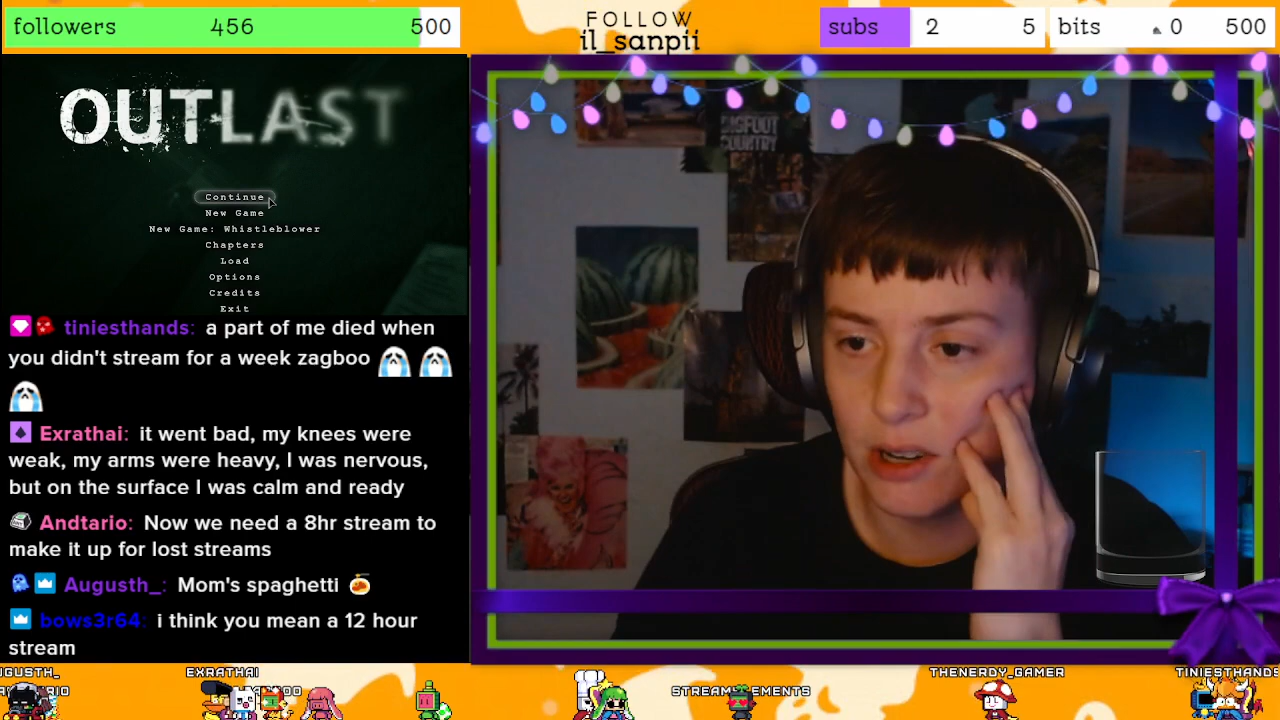 followers 456 500
FOLLOW
il_sanpii
subs 2 5
bits 0 500
OUTLAST
Continue
New Game
New Game: Whistleblower
Chapters
Load
Options
Credits
Exit
BIGFOOT
COUNTRY
tiniesthands: a part of me died when
you didn't stream for a week zagboo
Exrathai: it went bad, my knees were
weak, my arms were heavy, I was nervous,
but on the surface I was calm and ready
Andtario: Now we need a 8hr stream to
make it up for lost streams
Augusth_: Mom's spaghetti
bows3r64: i think you mean a 12 hour
stream
EXRATHAI
THENERDY_GAMER
TINIESTHANDS